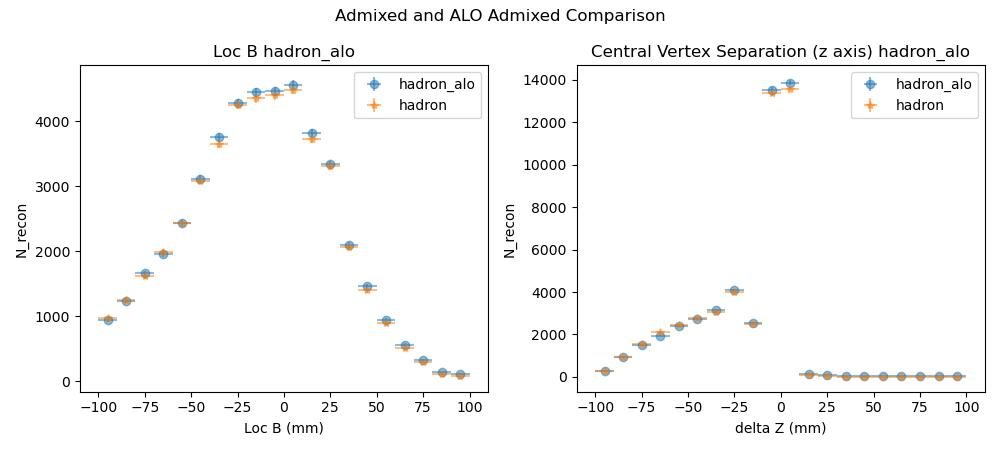 Admixed and ALO Admixed Comparison
Loc B hadron_alo
N_recon
4000
3000
2000
1000
0
hadron_alo
hadron
−100 −75 −50 −25 0 25 50 75 100
Loc B (mm)
Central Vertex Separation (z axis) hadron_alo
N_recon
14000
12000
10000
8000
6000
4000
2000
0
hadron_alo
hadron
−100 −75 −50 −25 0 25 50 75 100
delta Z (mm)